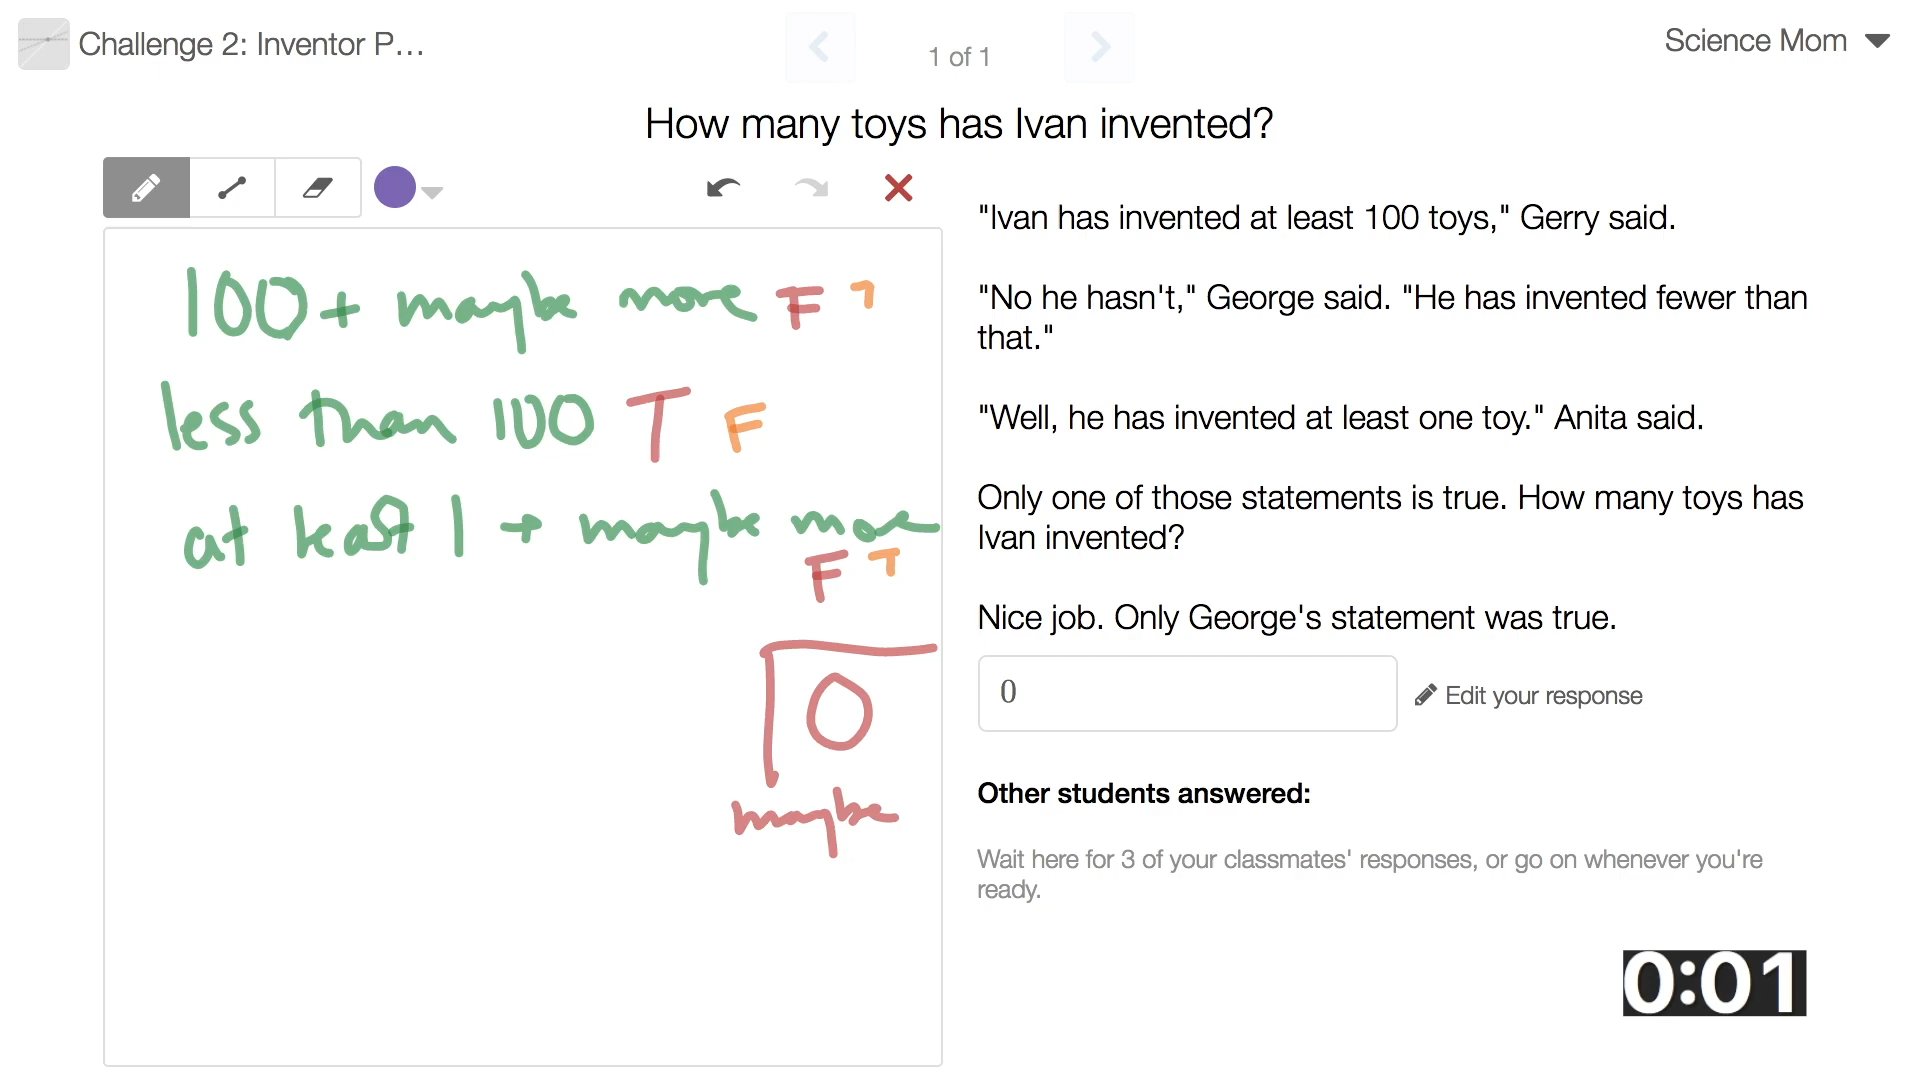 Challenge 2: Inventor P...
1 of 1
Science Mom
How many toys has Ivan invented?
100+ maybe more F T
less than 100 T F
at least 1 + maybe more
F T
0
maybe
"Ivan has invented at least 100 toys," Gerry said.
"No he hasn't," George said. "He has invented fewer than
that."
"Well, he has invented at least one toy." Anita said.
Only one of those statements is true. How many toys has
Ivan invented?
Nice job. Only George's statement was true.
0
Edit your response
Other students answered:
Wait here for 3 of your classmates' responses, or go on whenever you're
ready.
0:01